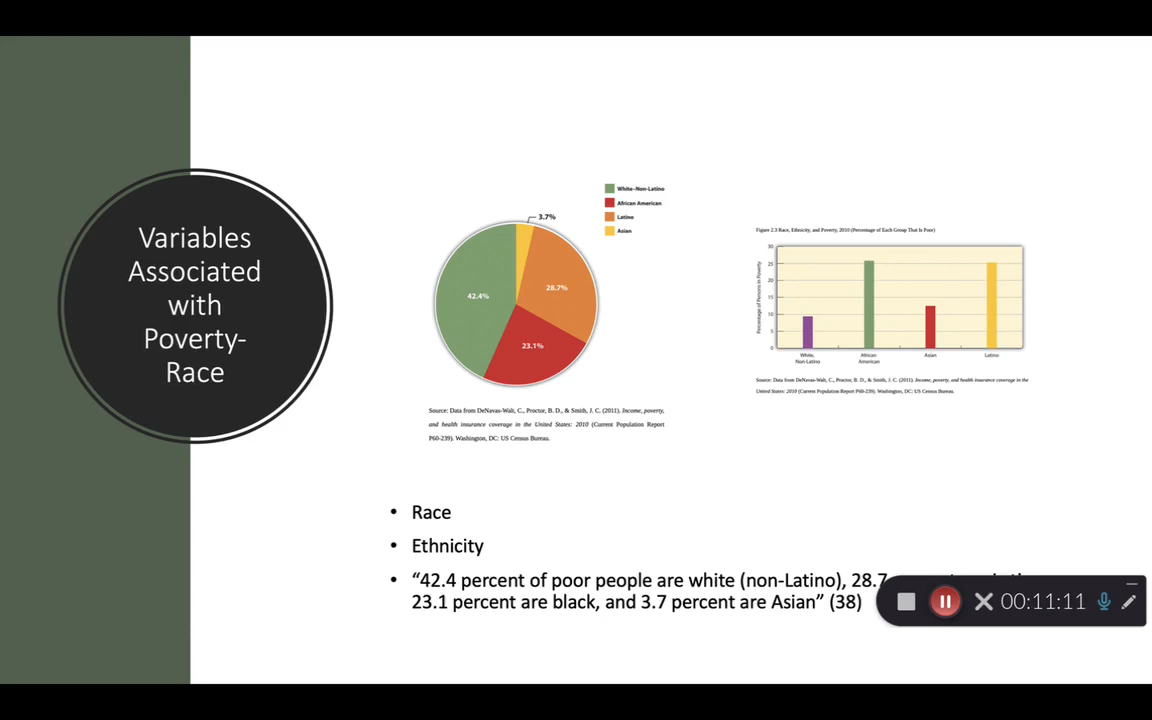 Variables
Associated
with
Poverty-
Race
White–Non-Latino
African American
Latino
Asian
3.7%
42.4%
28.7%
23.1%
Source: Data from DeNavas-Walt, C., Proctor, B. D., & Smith, J. C. (2011). Income, poverty,
and health insurance coverage in the United States: 2010 (Current Population Report
P60-239). Washington, DC: US Census Bureau.
Figure 2.3 Race, Ethnicity, and Poverty, 2010 (Percentage of Each Group That Is Poor)
Percentage of Persons in Poverty
30
25
20
15
10
5
0
White,
Non-Latino
African
American
Asian
Latino
Source: Data from DeNavas-Walt, C., Proctor, B. D., & Smith, J. C. (2011). Income, poverty, and health insurance coverage in the
United States: 2010 (Current Population Report P60-239). Washington, DC: US Census Bureau.
• Race
• Ethnicity
• “42.4 percent of poor people are white (non-Latino), 28.7
23.1 percent are black, and 3.7 percent are Asian” (38)
00:11:11